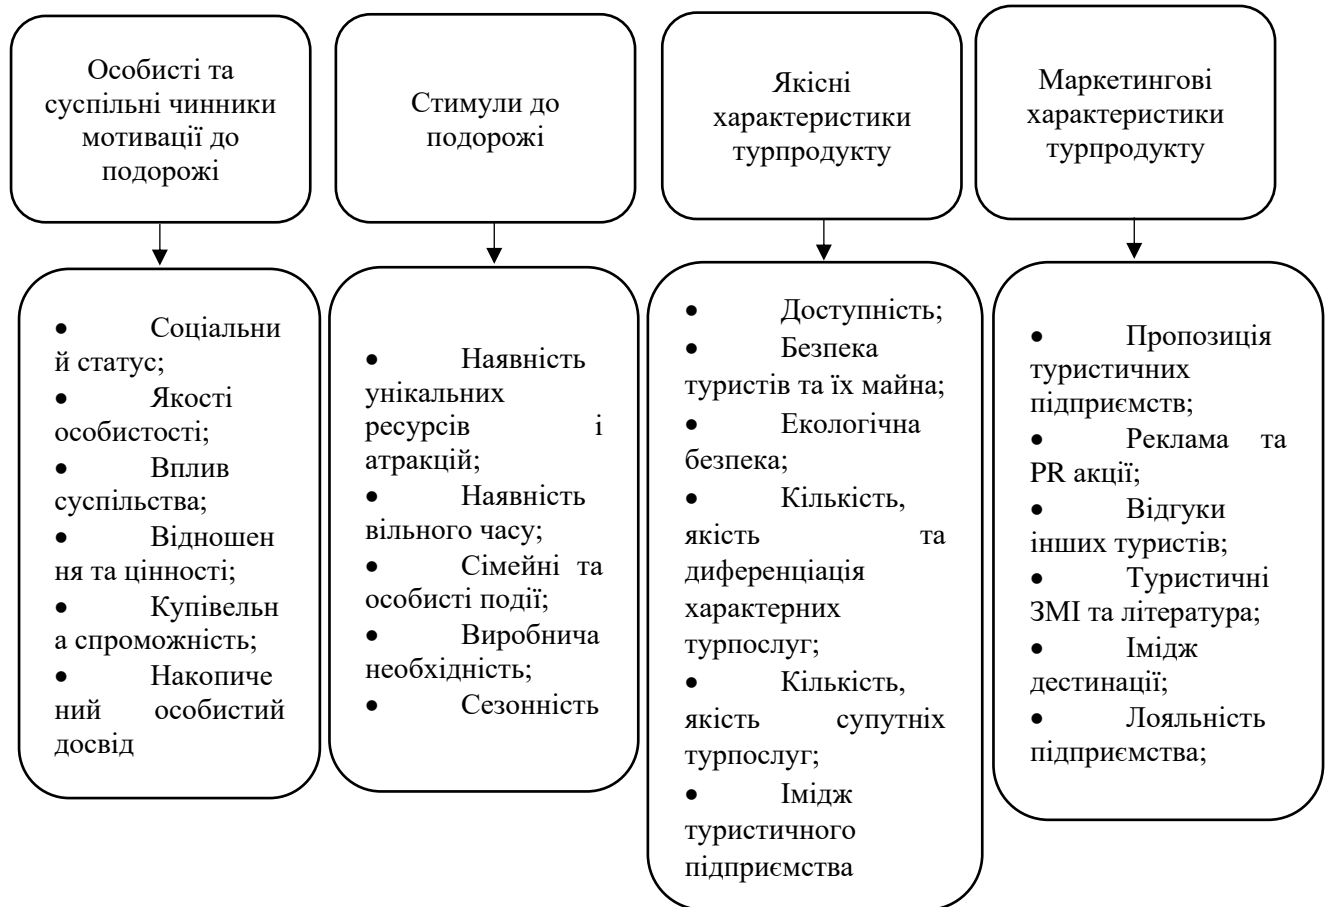 Особисті та
суспільні чинники
мотивації до
подорожі
Стимули до
подорожі
Якісні
характеристики
турпродукту
Маркетингові
характеристики
турпродукту
• Соціальни
й статус;
• Якості
особистості;
• Вплив
суспільства;
• Відношен
ня та цінності;
• Купівельн
а спроможність;
• Накопиче
ний особистий
досвід
• Наявність
унікальних
ресурсів і
атракцій;
• Наявність
вільного часу;
• Сімейні та
особисті події;
• Виробнича
необхідність;
• Сезонність
• Доступність;
• Безпека
туристів та їх майна;
• Екологічна
безпека;
• Кількість,
якість та
диференціація
характерних
турпослуг;
• Кількість,
якість супутніх
турпослуг;
• Імідж
туристичного
підприємства
• Пропозиція
туристичних
підприємств;
• Реклама та
PR акції;
• Відгуки
інших туристів;
• Туристичні
ЗМІ та література;
• Імідж
дестинації;
• Лояльність
підприємства;